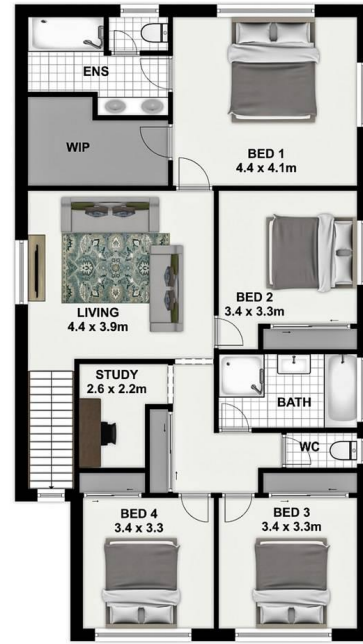 ENS
WIP
BED 1
4.4 x 4.1m
LIVING
4.4 x 3.9m
BED 2
3.4 x 3.3m
STUDY
2.6 x 2.2m
BATH
WC
BED 4
3.4 x 3.3
BED 3
3.4 x 3.3m